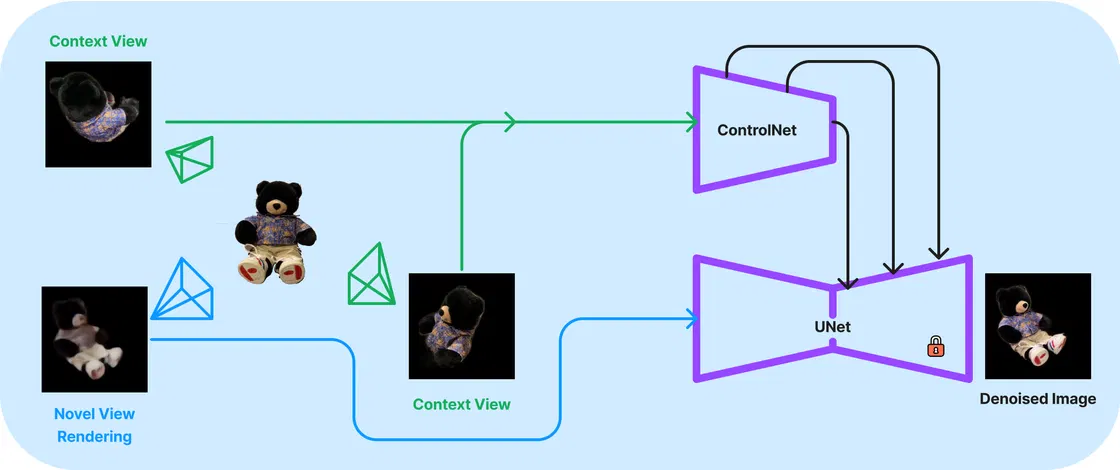 Context View
ControlNet
UNet
Novel View
Rendering
Context View
Denoised Image